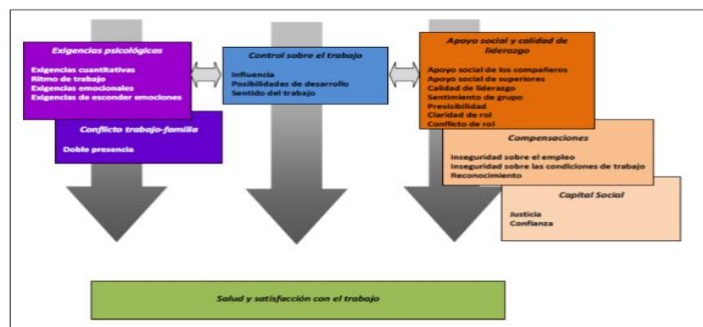 Exigencias psicológicas
Exigencias cuantitativas
Ritmo de trabajo
Exigencias emocionales
Exigencias de esconder emociones
Conflicto trabajo-familia
Doble presencia
Control sobre el trabajo
Influencia
Posibilidades de desarrollo
Sentido del trabajo
Apoyo social y calidad de
liderazgo
Apoyo social de los compañeros
Apoyo social de superiores
Calidad de liderazgo
Sentimiento de grupo
Previsibilidad
Claridad de rol
Conflicto de rol
Compensaciones
Inseguridad sobre el empleo
Inseguridad sobre las condiciones de trabajo
Reconocimiento
Capital Social
Justicia
Confianza
Salud y satisfacción con el trabajo